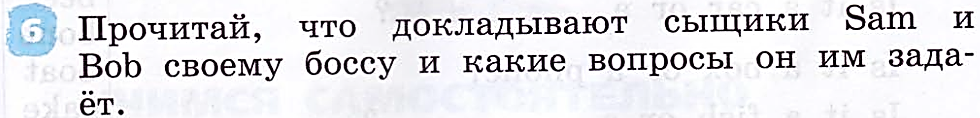 6 Прочитай, что докладывают сыщики Sam и
Bob своему боссу и какие вопросы он им зада-
ёт.